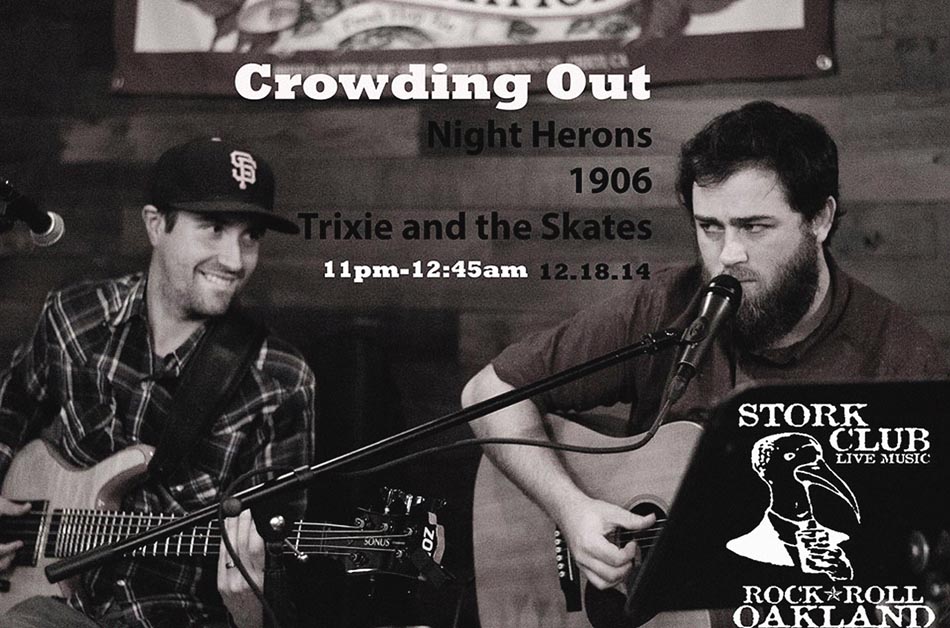 Crowding Out
Night Herons
1906
Trixie and the Skates
11pm-12:45am 12.18.14
SF
SONUS
STORK
CLUB
LIVE MUSIC
ROCK★ROLL
OAKLAND